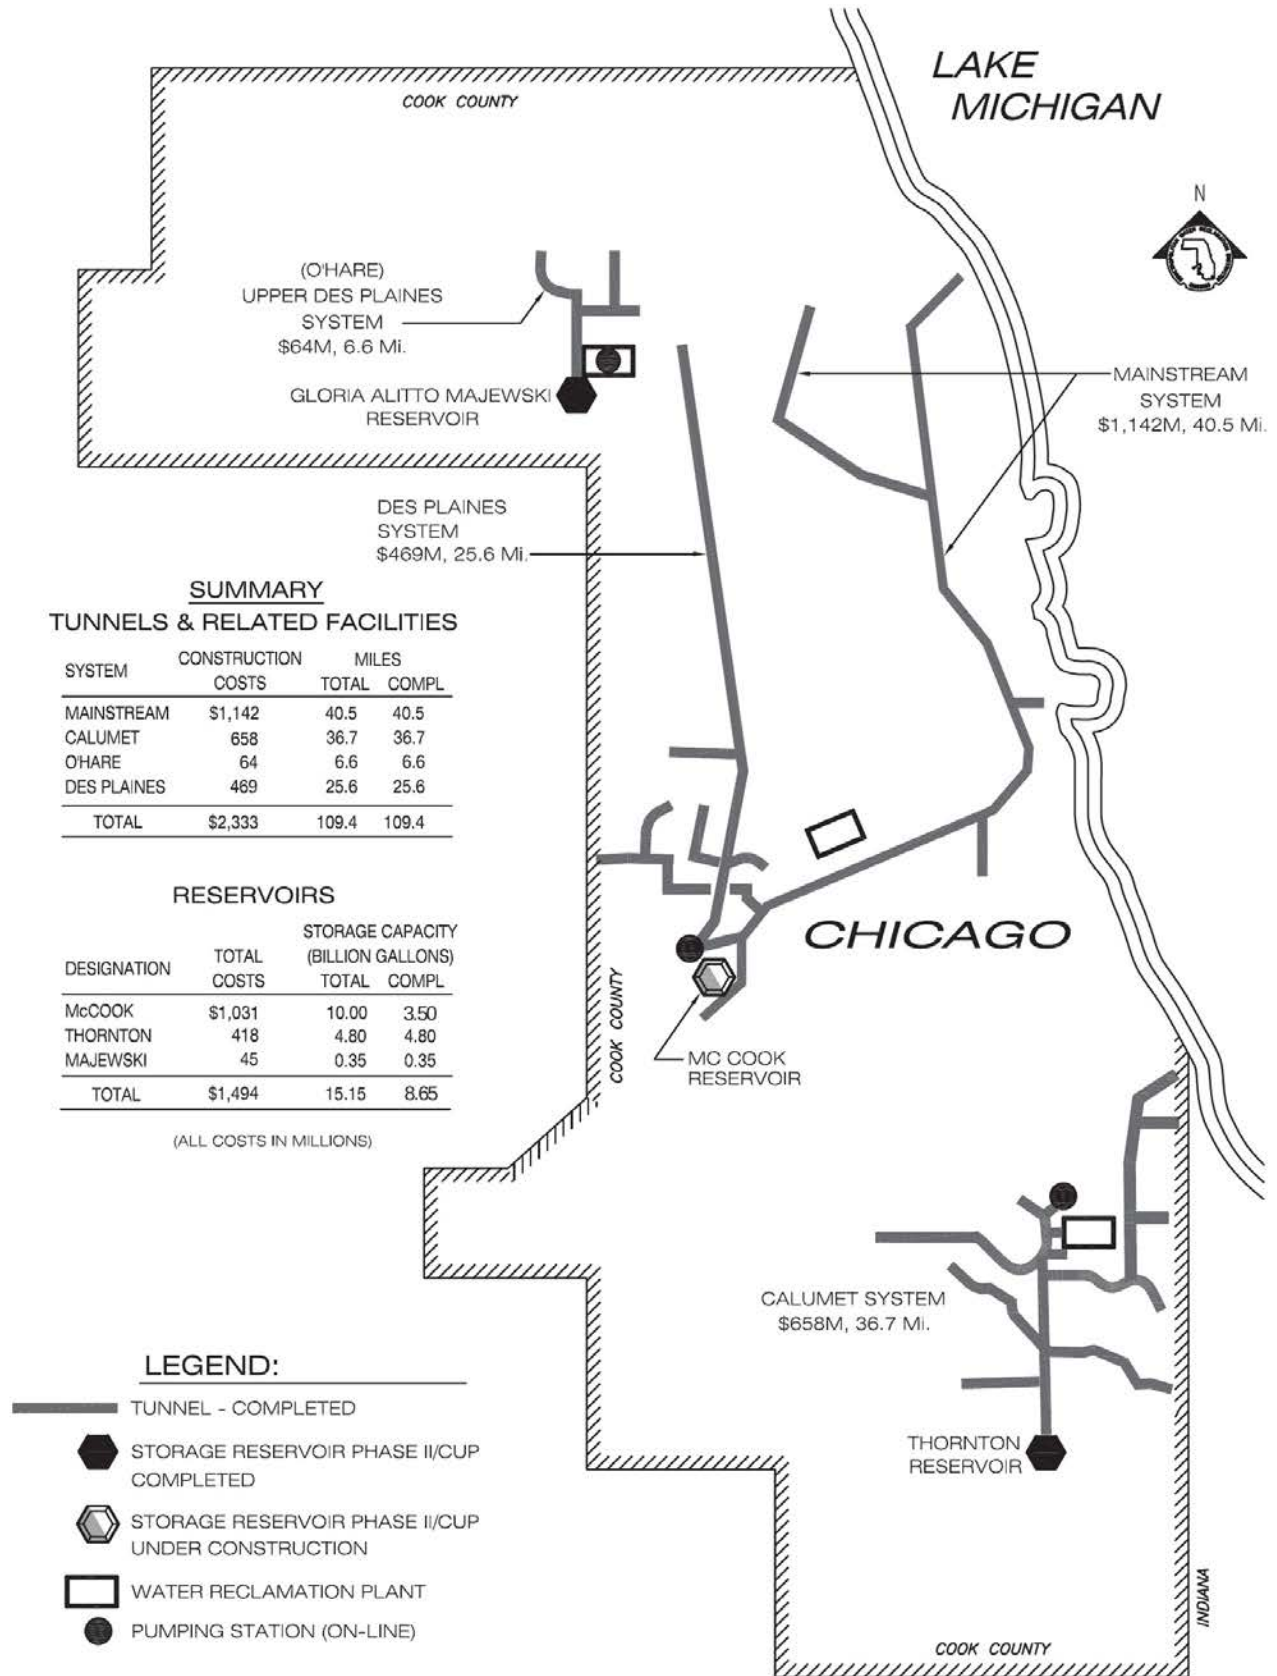 LAKE
MICHIGAN
COOK COUNTY
N
(O'HARE)
UPPER DES PLAINES
SYSTEM
$64M, 6.6 Mi.
GLORIA ALITTO MAJEWSKI
RESERVOIR
MAINSTREAM
SYSTEM
$1,142M, 40.5 Mi.
DES PLAINES
SYSTEM
$469M, 25.6 Mi.
SUMMARY
TUNNELS & RELATED FACILITIES
SYSTEM CONSTRUCTION COSTS MILES
TOTAL COMPL
MAINSTREAM $1,142 40.5 40.5
CALUMET 658 36.7 36.7
O'HARE 64 6.6 6.6
DES PLAINES 469 25.6 25.6
TOTAL $2,333 109.4 109.4
RESERVOIRS
DESIGNATION TOTAL COSTS STORAGE CAPACITY
(BILLION GALLONS)
TOTAL COMPL
McCOOK $1,031 10.00 3.50
THORNTON 418 4.80 4.80
MAJEWSKI 45 0.35 0.35
TOTAL $1,494 15.15 8.65
(ALL COSTS IN MILLIONS)
CHICAGO
COOK COUNTY
MC COOK
RESERVOIR
CALUMET SYSTEM
$658M, 36.7 Mi.
THORNTON
RESERVOIR
LEGEND:
TUNNEL - COMPLETED
STORAGE RESERVOIR PHASE II/CUP
COMPLETED
STORAGE RESERVOIR PHASE II/CUP
UNDER CONSTRUCTION
WATER RECLAMATION PLANT
PUMPING STATION (ON-LINE)
INDIANA
COOK COUNTY